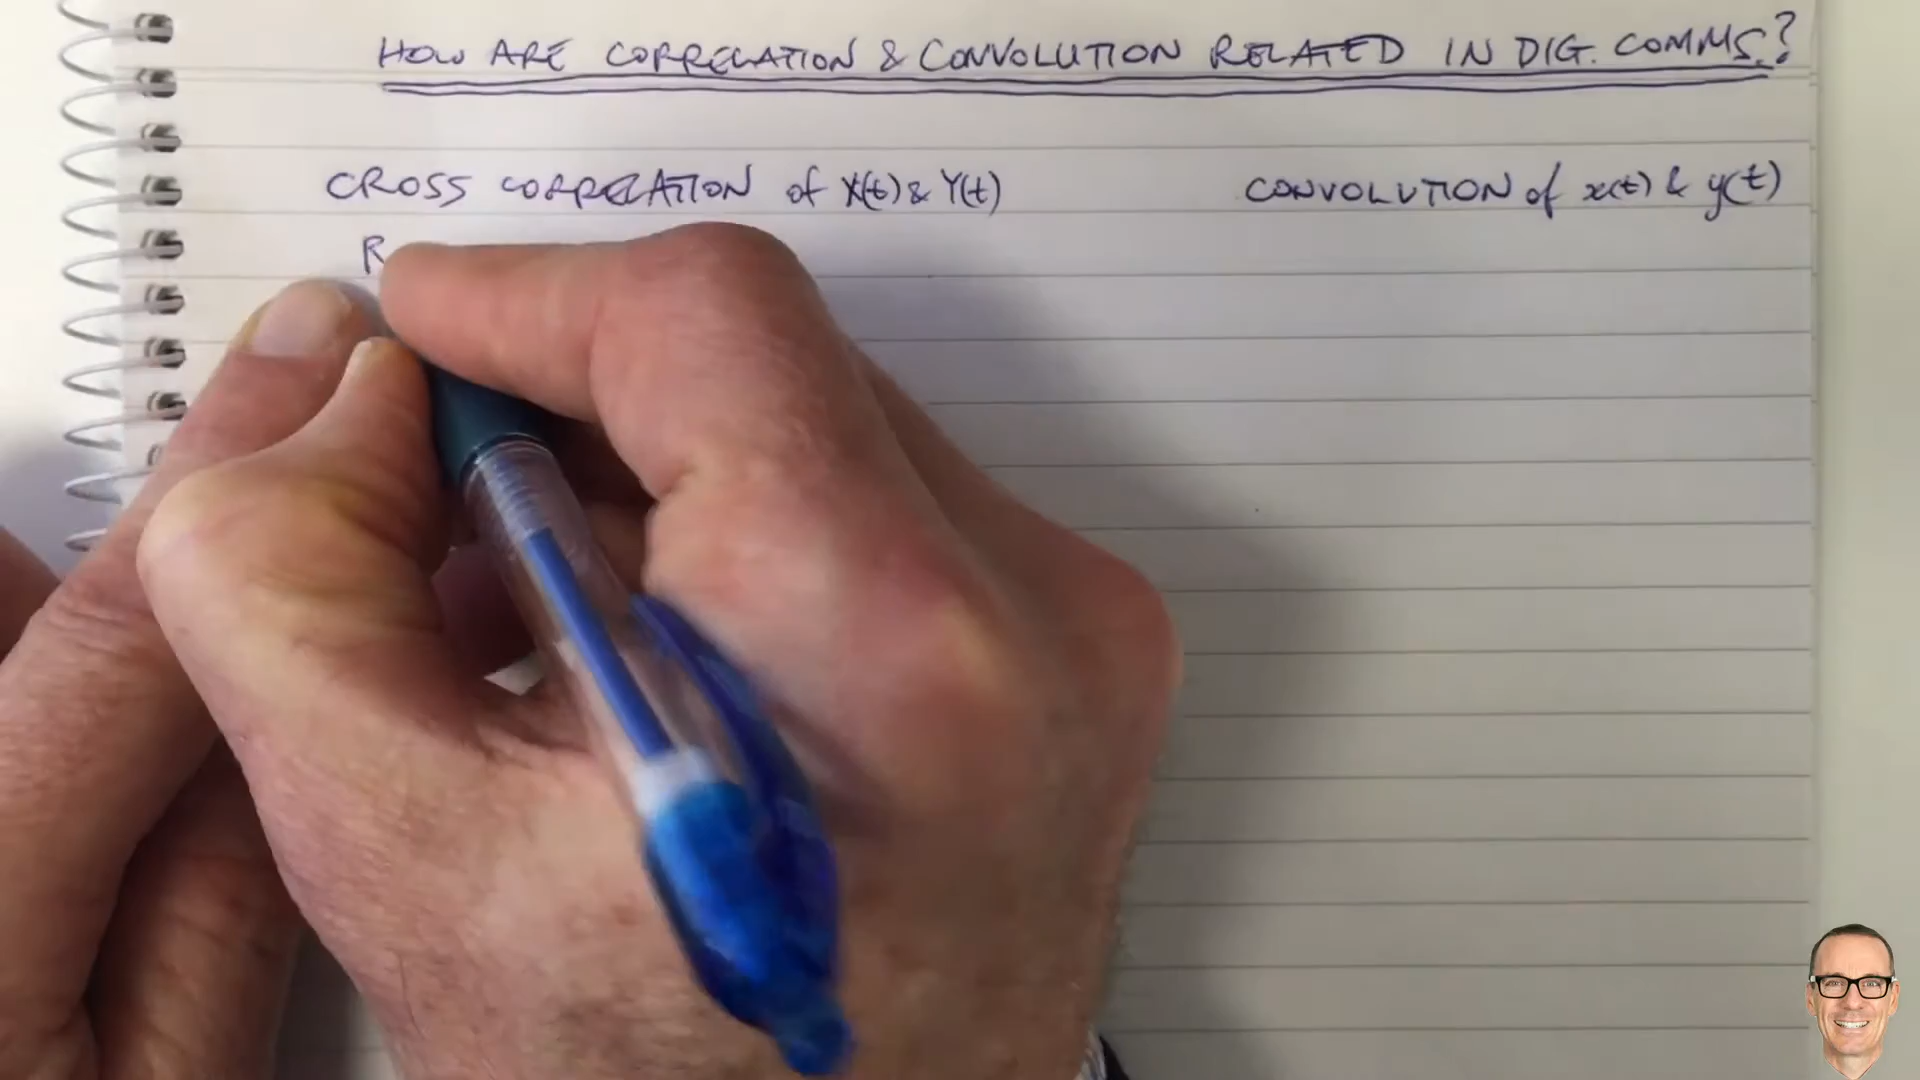 HOW ARE CORRELATION & CONVOLUTION RELATED IN DIG. COMMS.?
CROSS CORRELATION of X(t) & Y(t)
CONVOLUTION of x(t) & y(t)
R